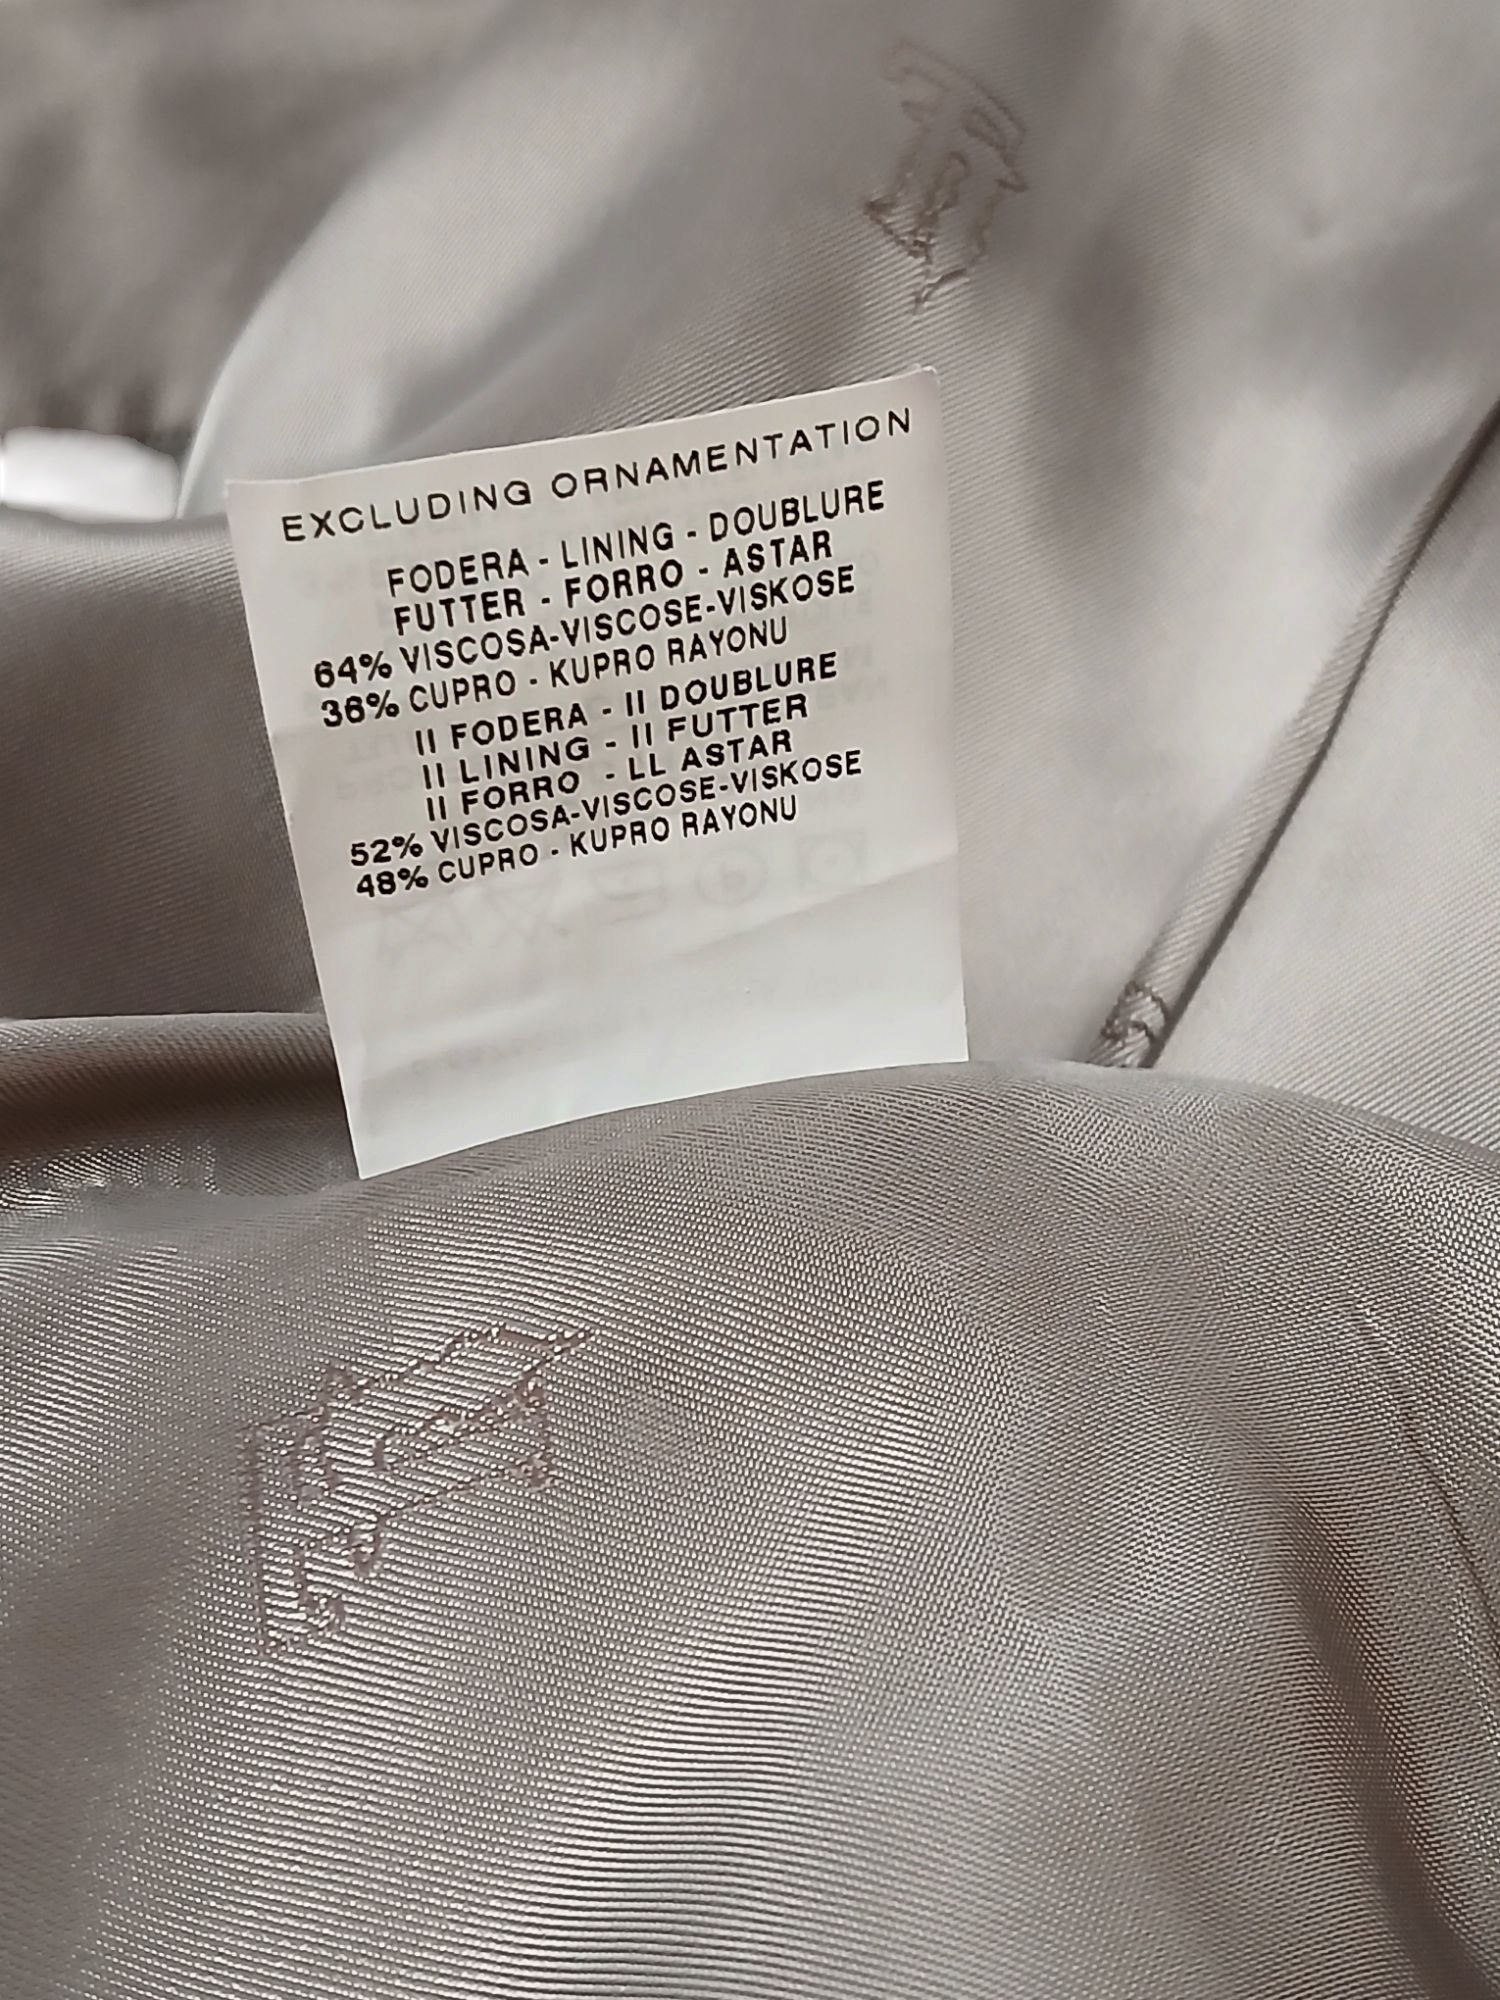 EXCLUDING ORNAMENTATION
FODERA - LINING - DOUBLURE
FUTTER - FORRO - ASTAR
64% VISCOSA-VISCOSE-VISKOSE
36% CUPRO - KUPRO RAYONU
II FODERA - II DOUBLURE
II LINING - II FUTTER
II FORRO - LL ASTAR
52% VISCOSA-VISCOSE-VISKOSE
48% CUPRO - KUPRO RAYONU